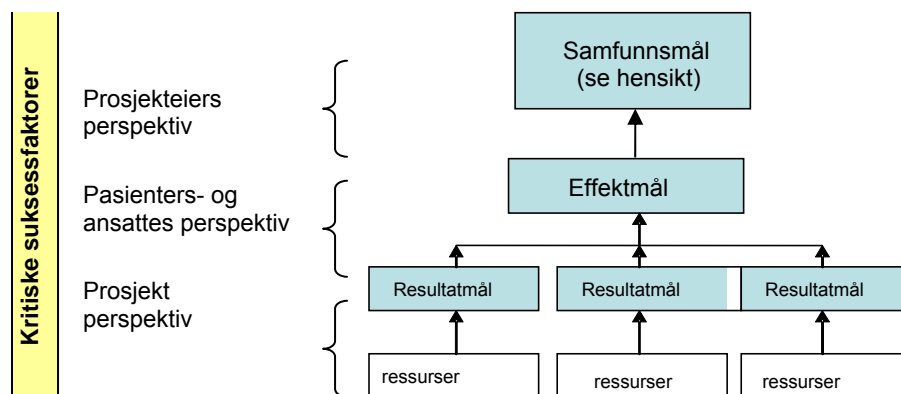 Kritiske suksessfaktorer
Samfunnsmål
(se hensikt)
Prosjekteiers
perspektiv
Effektmål
Pasienters- og
ansattes perspektiv
Prosjekt
perspektiv
Resultatmål
Resultatmål
Resultatmål
ressurser
ressurser
ressurser